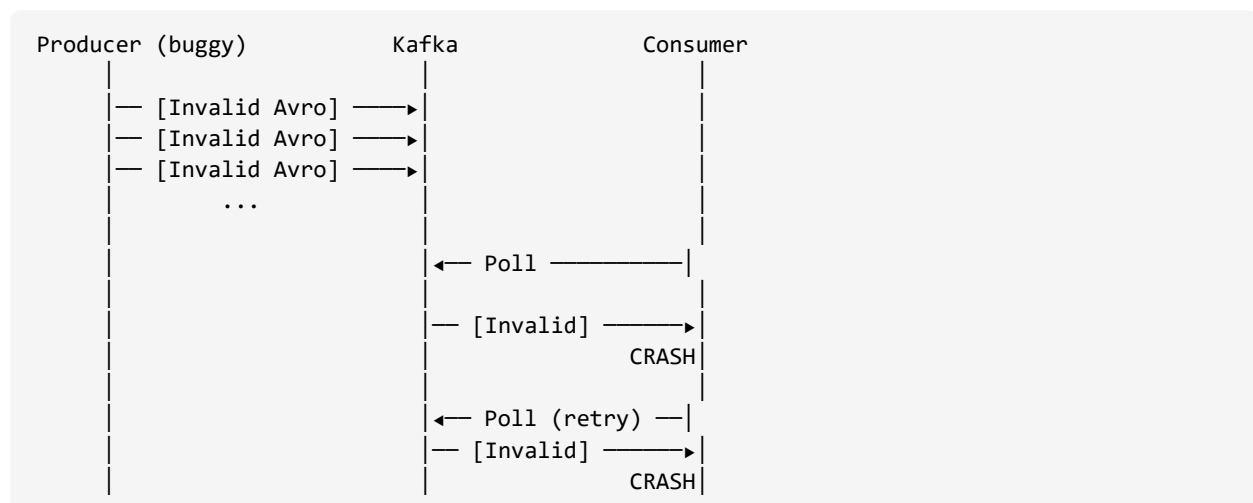 Producer (buggy) Kafka Consumer
[Invalid Avro]
[Invalid Avro]
[Invalid Avro]
...
Poll
[Invalid]
CRASH
Poll (retry)
[Invalid]
CRASH